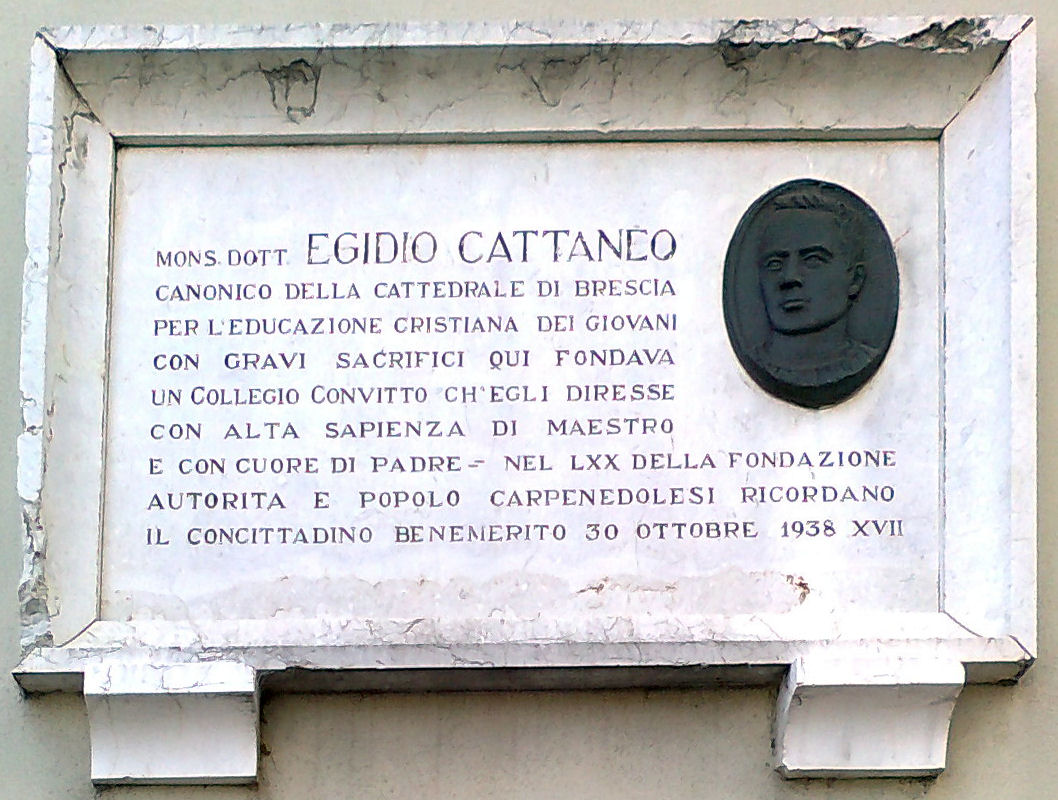 MONS. DOTT. EGIDIO CATTANEO
CANONICO DELLA CATTEDRALE DI BRESCIA
PER L'EDUCAZIONE CRISTIANA DEI GIOVANI
CON GRAVI SACRIFICI QUI FONDAVA
UN COLLEGIO CONVITTO CH'EGLI DIRESSE
CON ALTA SAPIENZA DI MAESTRO
E CON CUORE DI PADRE – NEL LXX DELLA FONDAZIONE
AUTORITA E POPOLO CARPENEDOLESI RICORDANO
IL CONCITTADINO BENEMERITO 30 OTTOBRE 1938 XVII